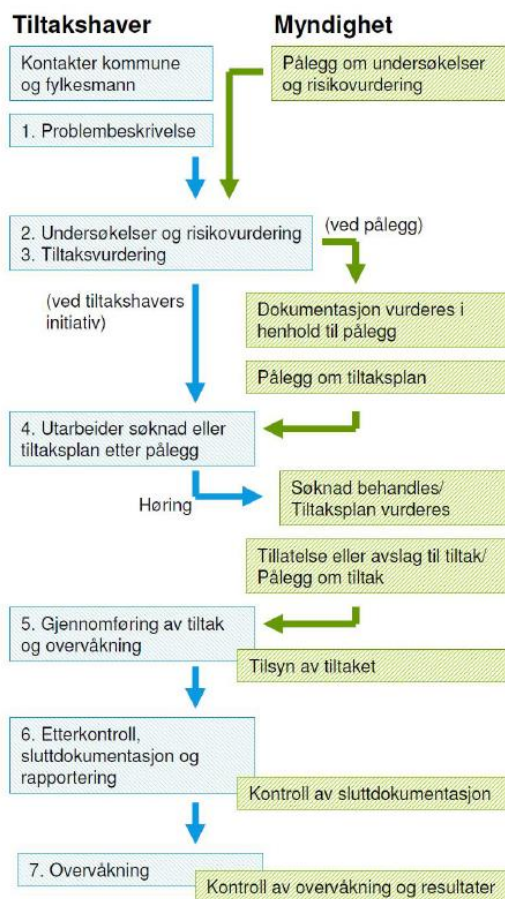 Tiltakshaver
Myndighet
Kontakter kommune
og fylkesmann
Pålegg om undersøkelser
og risikovurdering
1. Problembeskrivelse
2. Undersøkelser og risikovurdering
3. Tiltaksvurdering
(ved pålegg)
(ved tiltakshavers
initiativ)
Dokumentasjon vurderes i
henhold til pålegg
Pålegg om tiltaksplan
4. Utarbeider søknad eller
tiltaksplan etter pålegg
Høring
Søknad behandles/
Tiltaksplan vurderes
Tillatelse eller avslag til tiltak/
Pålegg om tiltak
5. Gjennomføring av tiltak
og overvåkning
Tilsyn av tiltaket
6. Etterkontroll,
sluttdokumentasjon og
rapportering
Kontroll av sluttdokumentasjon
7. Overvåkning
Kontroll av overvåkning og resultater